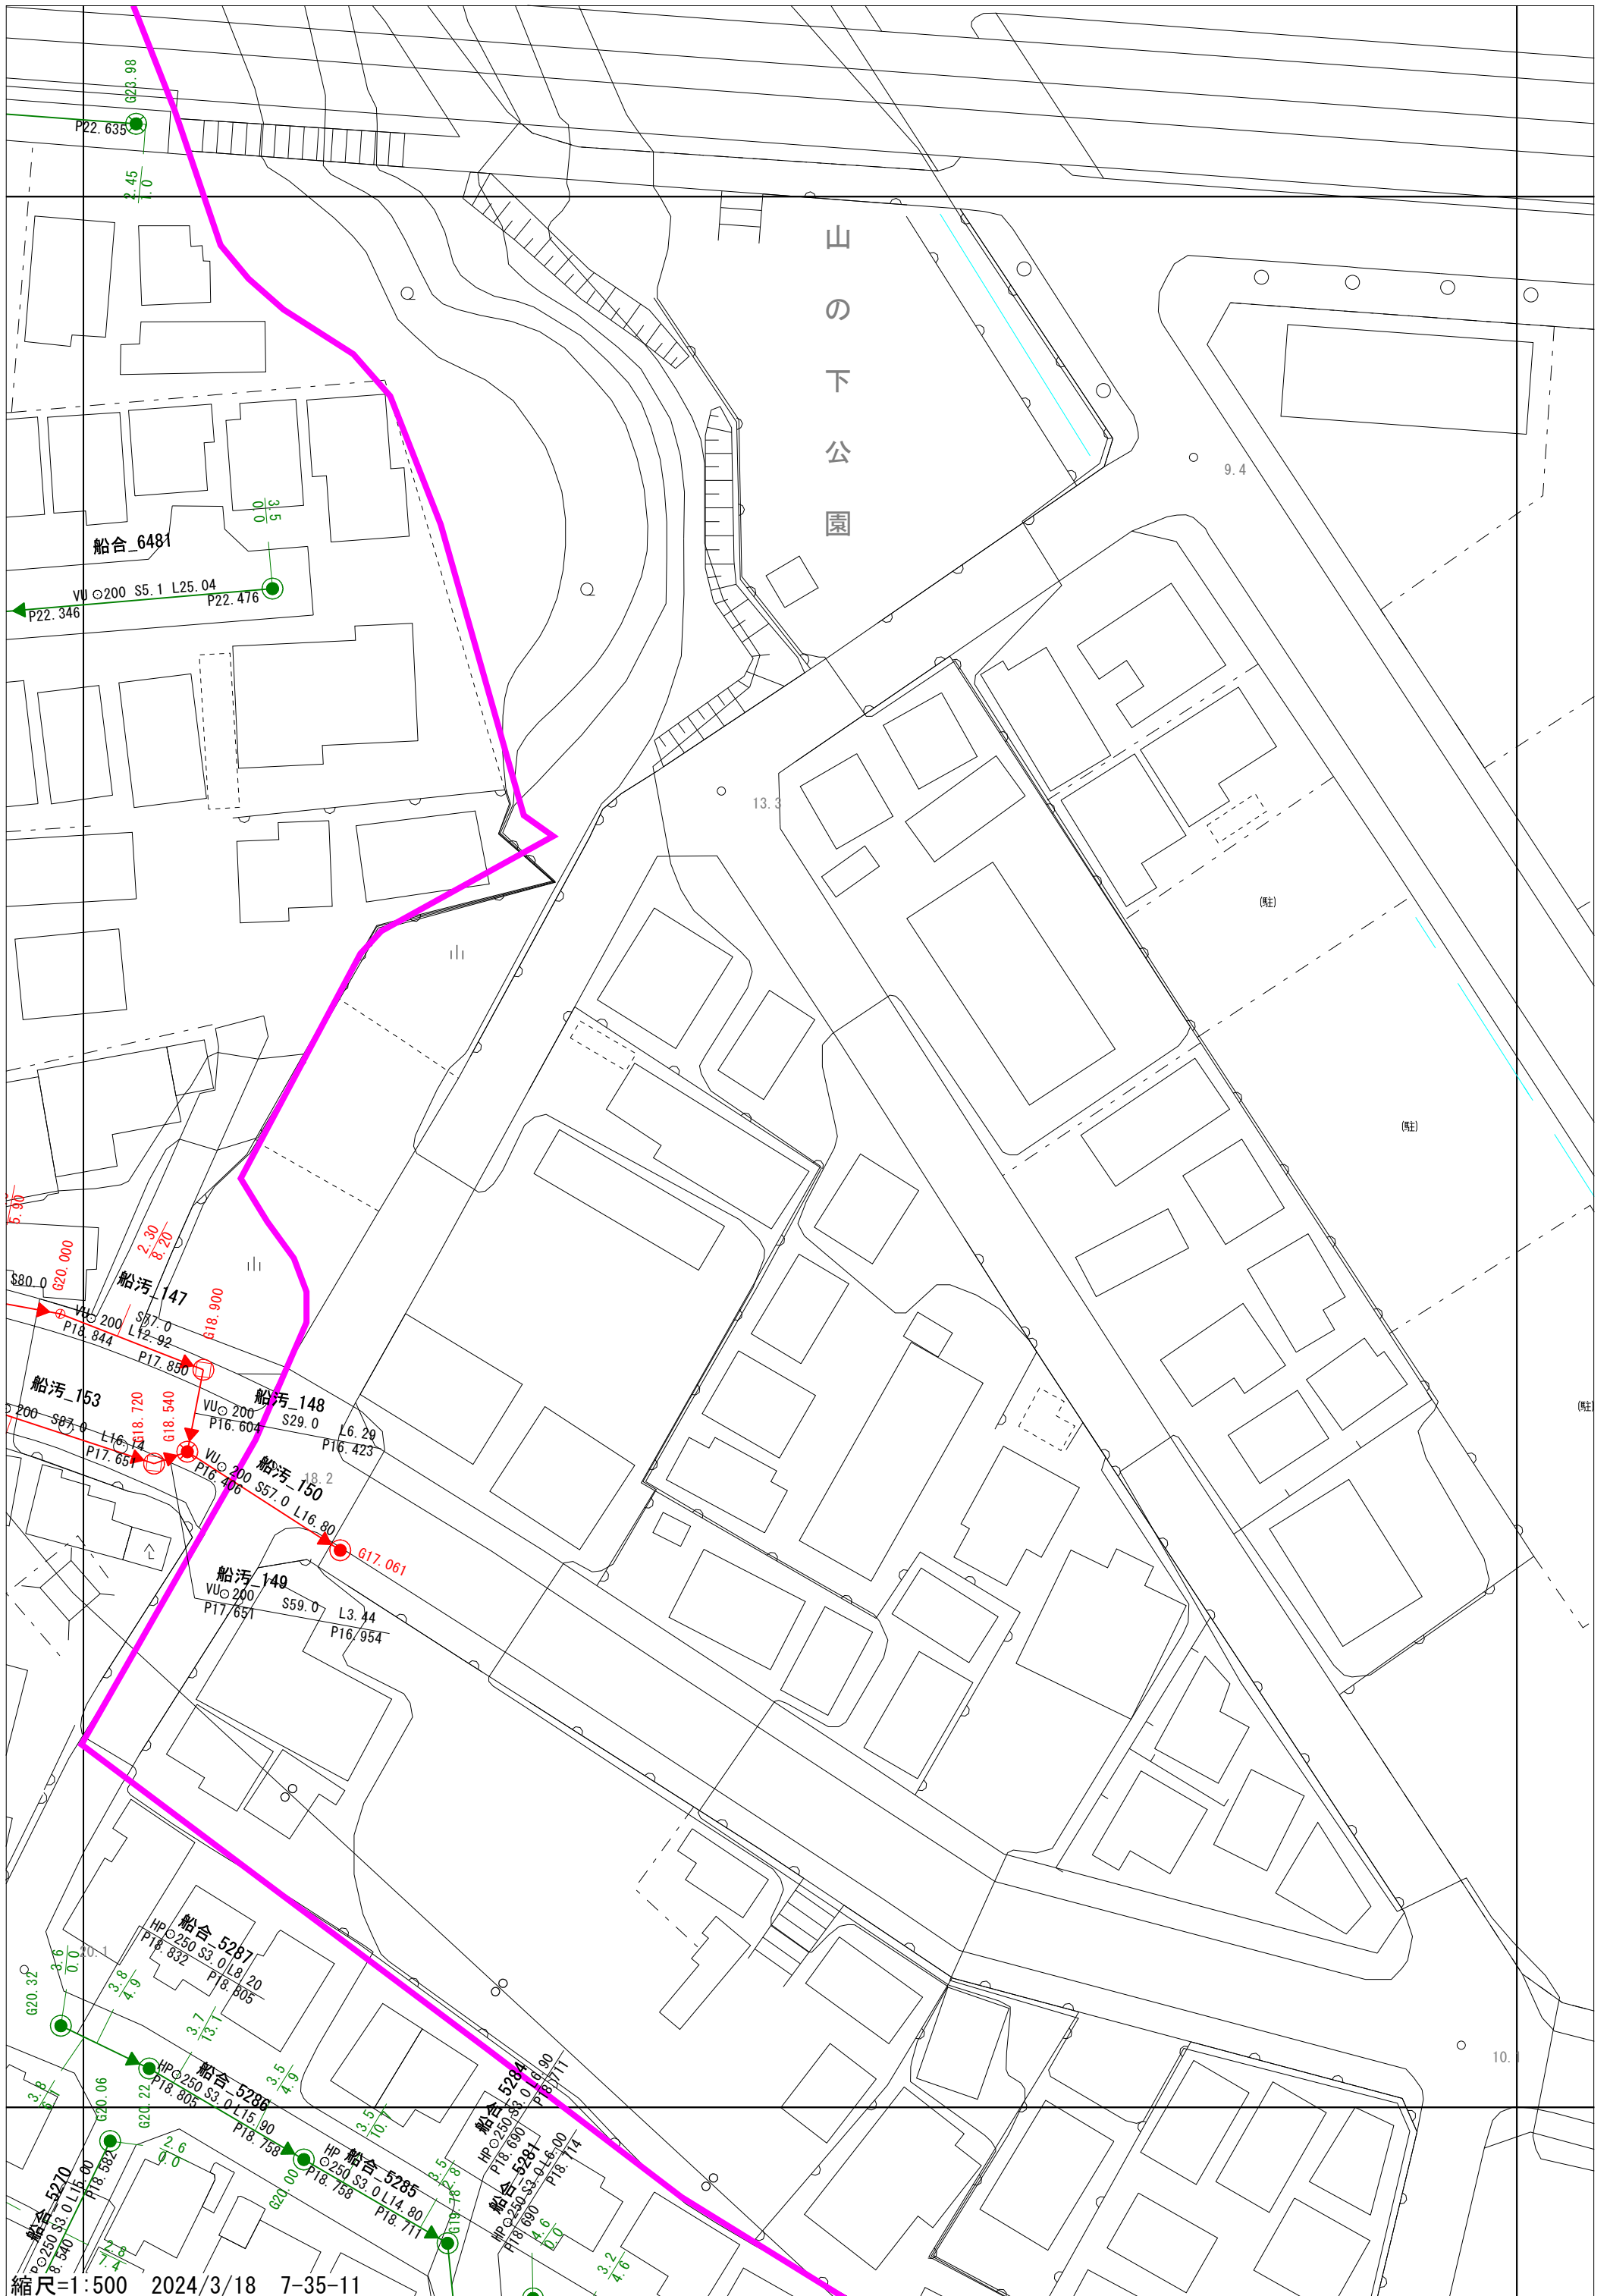 G23.98
P22.635
2.45
1.0
山の下公園
9.4
3.5
0.0
船合_6481
VU ⊙200 S5.1 L25.04
P22.476
P22.346
13.3
(駐)
(駐)
(駐)
5.90
2.30
8.20
G20.000
S80.0
船汚_147
VU⊙200 S77.0 L12.92
P18.844
P17.850
G18.900
船汚_153
200 S87.0 L16.14
P17.651
G18.720
G18.540
船汚_148
VU⊙200 S29.0 L6.29
P16.604
P16.423
船汚_150
VU⊙200 S57.0 L16.80
P16.406
18.2
G17.061
船汚_149
VU⊙200 S59.0 L3.44
P17.651
P16.954
20.1
船合_5287
HP⊙250 S3.0 L8.20
P18.832
P18.805
G20.32
3.6
0.0
3.8
4.9
3.7
13.1
船合_5286
HP⊙250 S3.0 L15.90
P18.805
P18.758
3.5
4.9
G20.06
G20.22
2.6
0.0
3.5
10.7
船合_5285
HP⊙250 S3.0 L14.80
P18.758
P18.711
G20.00
船合_5284
HP⊙250 S3.0 L6.90
P18.690
P18.711
船合_5281
HP⊙250 S3.0 L6.00
P18.690
P18.714
3.5
2.8
G19.78
4.6
0.0
3.2
4.6
10.1
船合_5270
P⊙250 S3.0 L15.00
8.540
P18.582
2.8
7.4
縮尺=1:500 2024/3/18 7-35-11